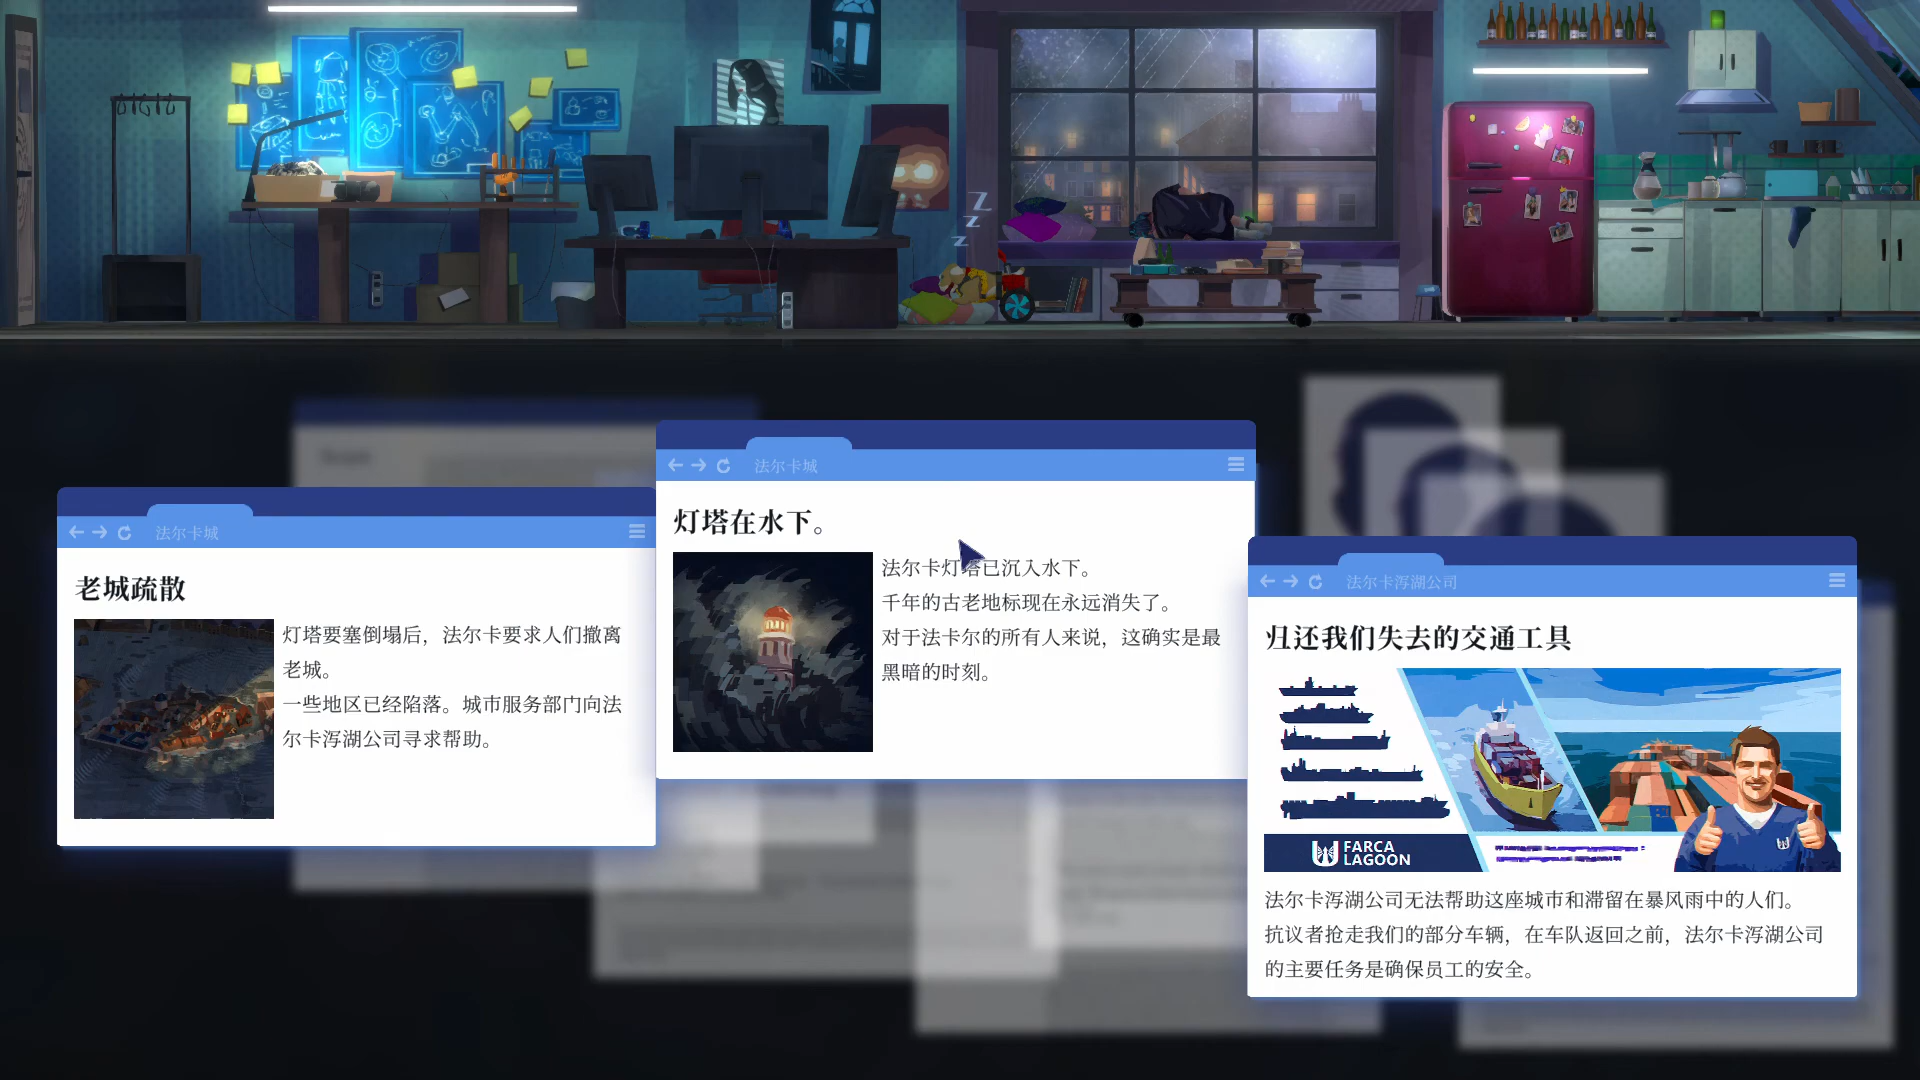 Z
Z
Z
法尔卡城
老城疏散
灯塔要塞倒塌后，法尔卡要求人们撤离
老城。
一些地区已经陷落。城市服务部门向法
尔卡泻湖公司寻求帮助。
法尔卡城
灯塔在水下。
法尔卡灯塔已沉入水下。
千年的古老地标现在永远消失了。
对于法卡尔的所有人来说，这确实是最
黑暗的时刻。
法尔卡泻湖公司
归还我们失去的交通工具
FARCA
LAGOON
法尔卡泻湖公司无法帮助这座城市和滞留在暴风雨中的人们。
抗议者抢走我们的部分车辆，在车队返回之前，法尔卡泻湖公司
的主要任务是确保员工的安全。